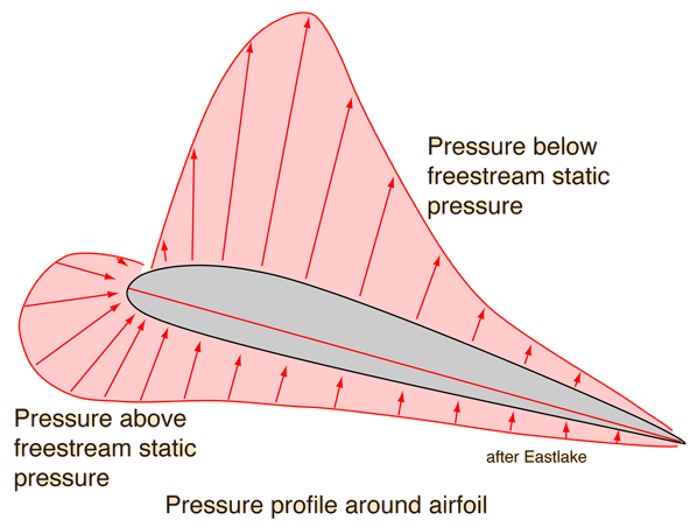 Pressure below
freestream static
pressure
Pressure above
freestream static
pressure
after Eastlake
Pressure profile around airfoil